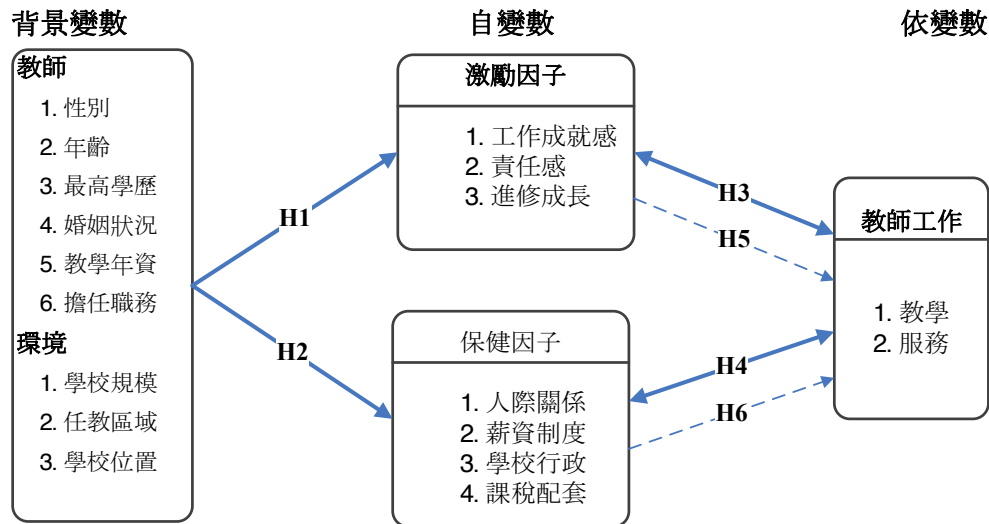 背景變數
自變數
依變數
教師
1. 性別
2. 年齡
3. 最高學歷
4. 婚姻狀況
5. 教學年資
6. 擔任職務
環境
1. 學校規模
2. 任教區域
3. 學校位置
H1
H2
激勵因子
1. 工作成就感
2. 責任感
3. 進修成長
保健因子
1. 人際關係
2. 薪資制度
3. 學校行政
4. 課稅配套
H3
H5
H4
H6
教師工作
1. 教學
2. 服務